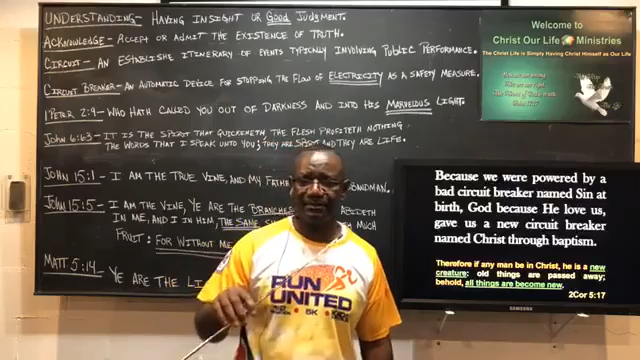 Understanding - Having Insight or Good Judgment.
Acknowledge - Accept or Admit the Existence of Truth.
Circuit - An Establishe Itinerary of Events Typically Involving Public Performance.
Circuit Breaker - An Automatic Device for Stopping the Flow of Electricity as a Safety Measure.
1 Peter 2:9 - Who Hath Called You Out of Darkness and Into His Marvelous Light.
John 6:63 - It is the Spirit that Quickeneth the Flesh Profiteth Nothing
the Words that I Speak Unto You; They are Spirit and They are Life.
John 15:1 - I am the True Vine, and My Fathe
bandman.
John 15:5 - I am the Vine, Ye are the Branches
abideth
in Me, and I in Him, the Same
th much
Fruit: For Without Me
Matt 5:14 -
Ye are the Li
Welcome to
Christ Our Life Ministries
The Christ Life is Simply Having Christ Himself as Our Life
The Life
Because we were powered by a
bad circuit breaker named Sin at
birth, God because He love us,
gave us a new circuit breaker
named Christ through baptism.
Therefore if any man be in Christ, he is a new
creature: old things are passed away;
behold, all things are become new.
2Cor 5:17
SAMSUNG
RUN
UNITED
5K